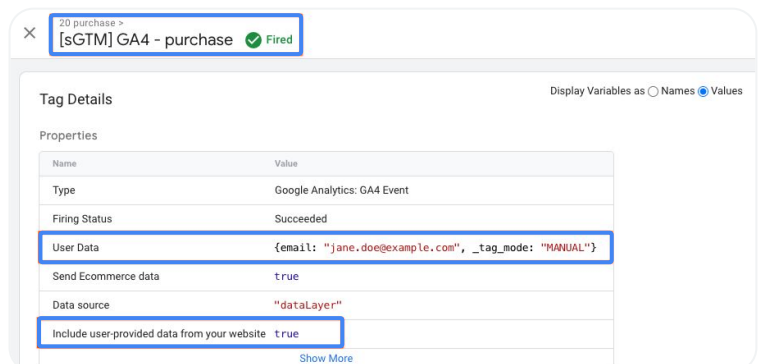 20 purchase >
[sGTM] GA4 - purchase Fired
Tag Details
Display Variables as Names Values
Properties
Name Value
Type Google Analytics: GA4 Event
Firing Status Succeeded
User Data {email: "jane.doe@example.com", _tag_mode: "MANUAL"}
Send Ecommerce data true
Data source "dataLayer"
Include user-provided data from your website true
Show More